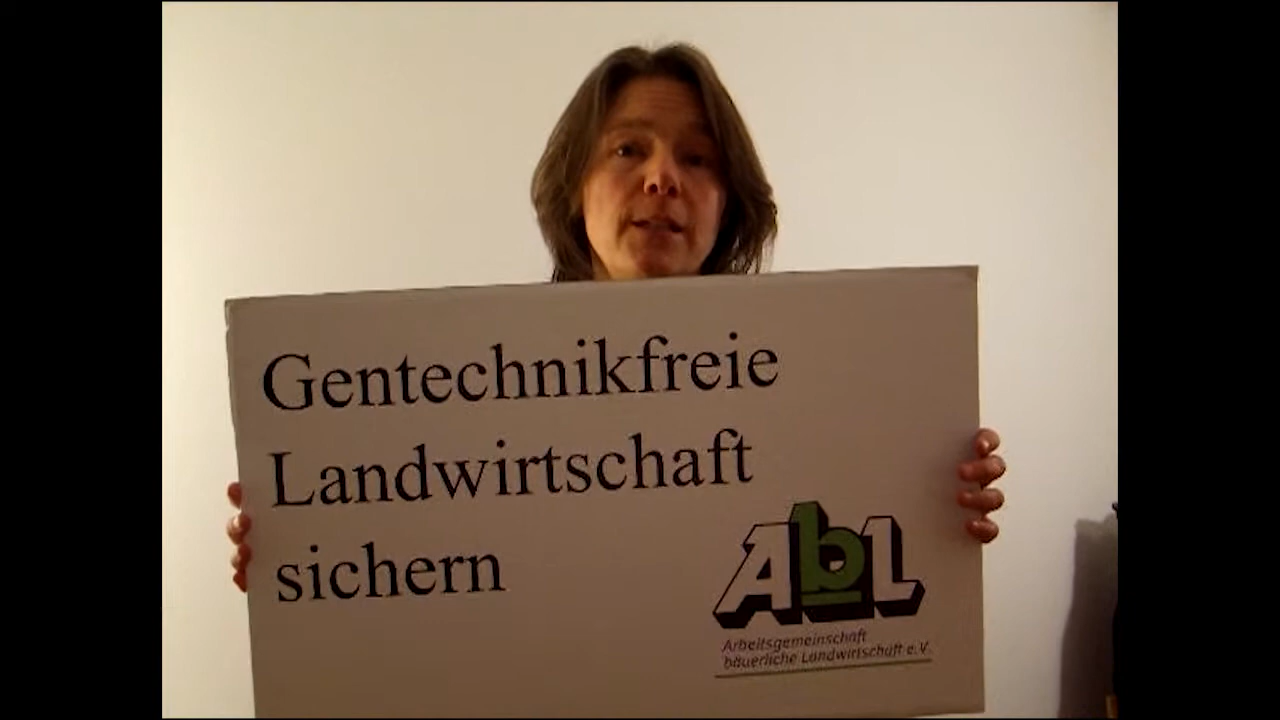 Gentechnikfreie
Landwirtschaft
sichern
AbL
Arbeitsgemeinschaft
bäuerliche Landwirtschaft e.V.